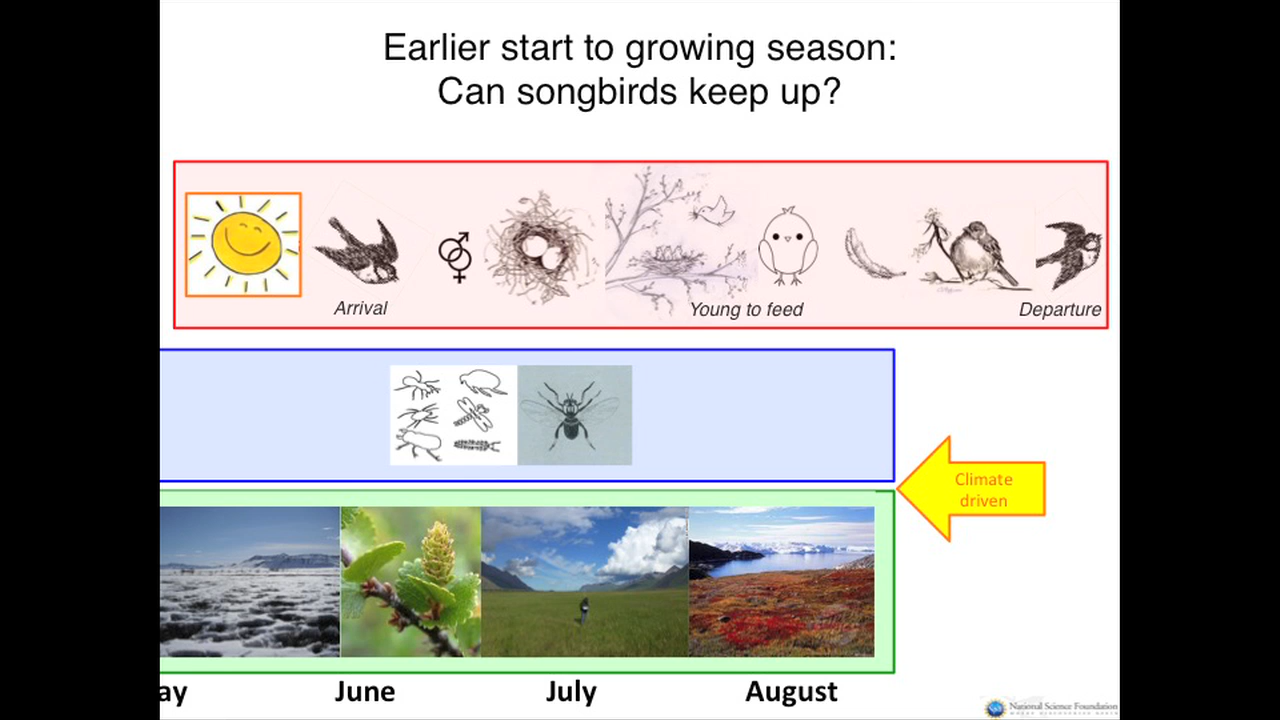 Earlier start to growing season:
Can songbirds keep up?
Arrival
Young to feed
Departure
Climate
driven
ay
June
July
August
National Science Foundation